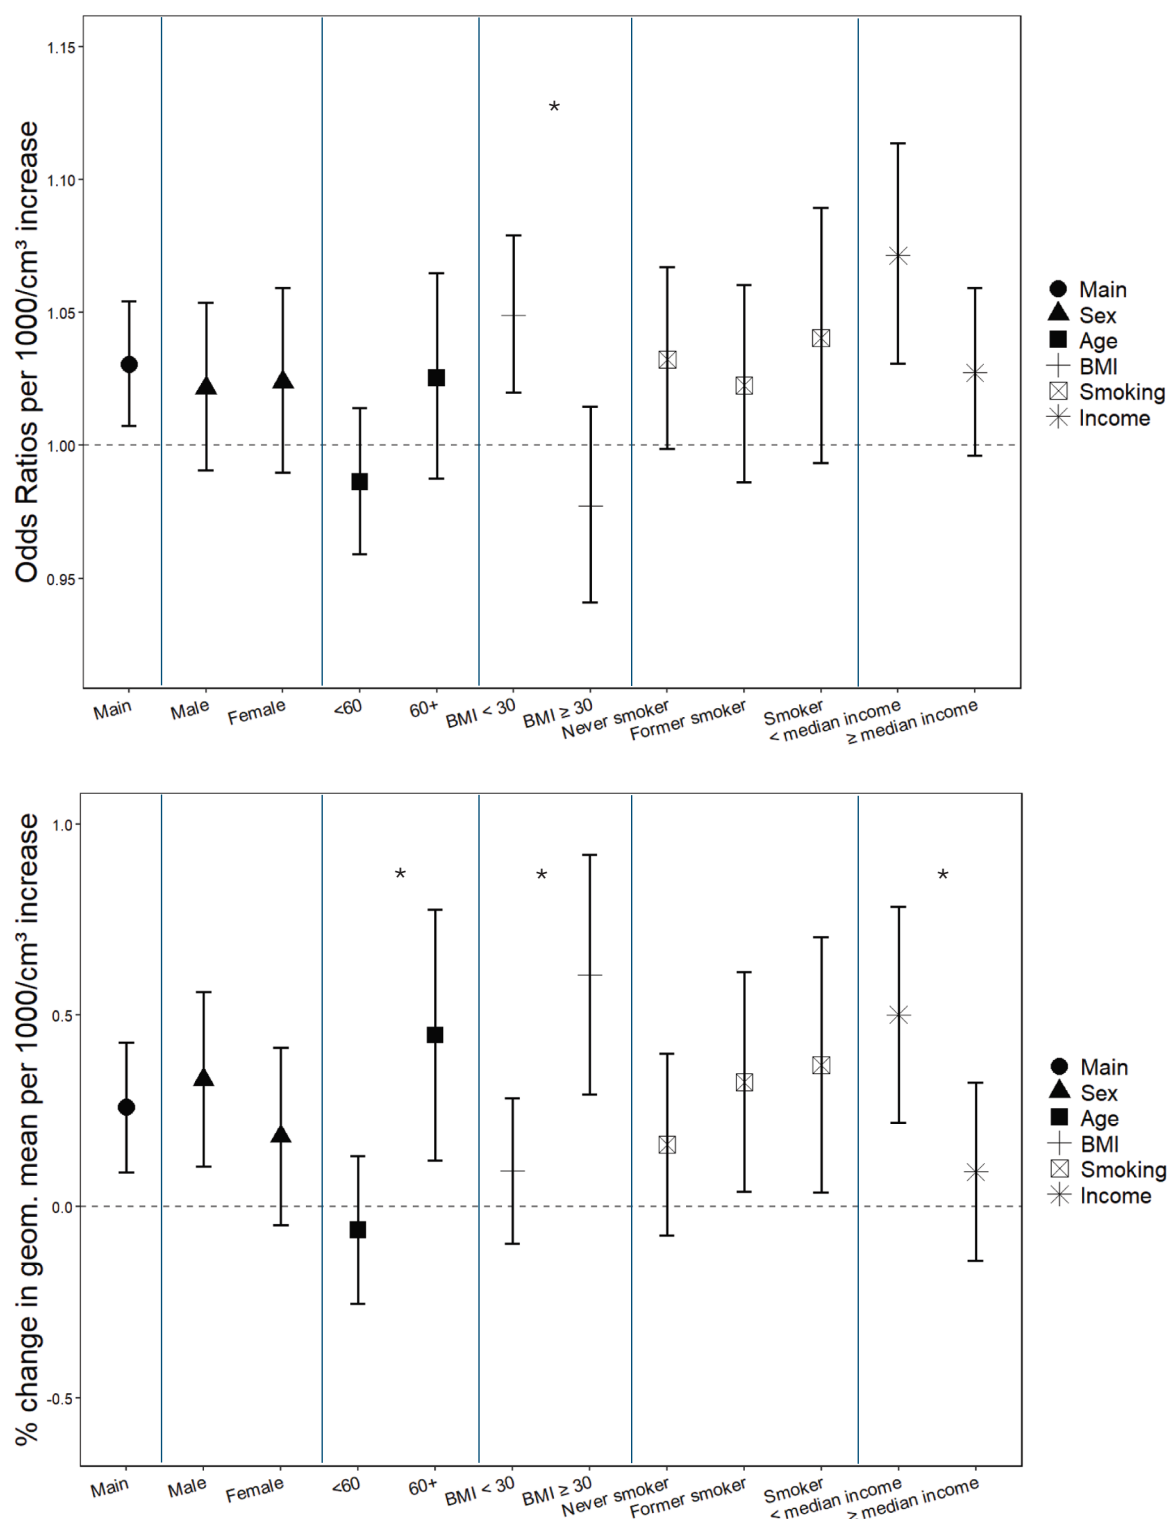 Odds Ratios per 1000/cm³ increase
1.15
1.10
1.05
1.00
0.95
*
Main
Male
Female
<60
60+
BMI < 30
BMI ≥ 30
Never smoker
Former smoker
Smoker
< median income
≥ median income
Main
Sex
Age
BMI
Smoking
Income
% change in geom. mean per 1000/cm³ increase
1.0
0.5
0.0
-0.5
*
*
*
Main
Male
Female
<60
60+
BMI < 30
BMI ≥ 30
Never smoker
Former smoker
Smoker
< median income
≥ median income
Main
Sex
Age
BMI
Smoking
Income